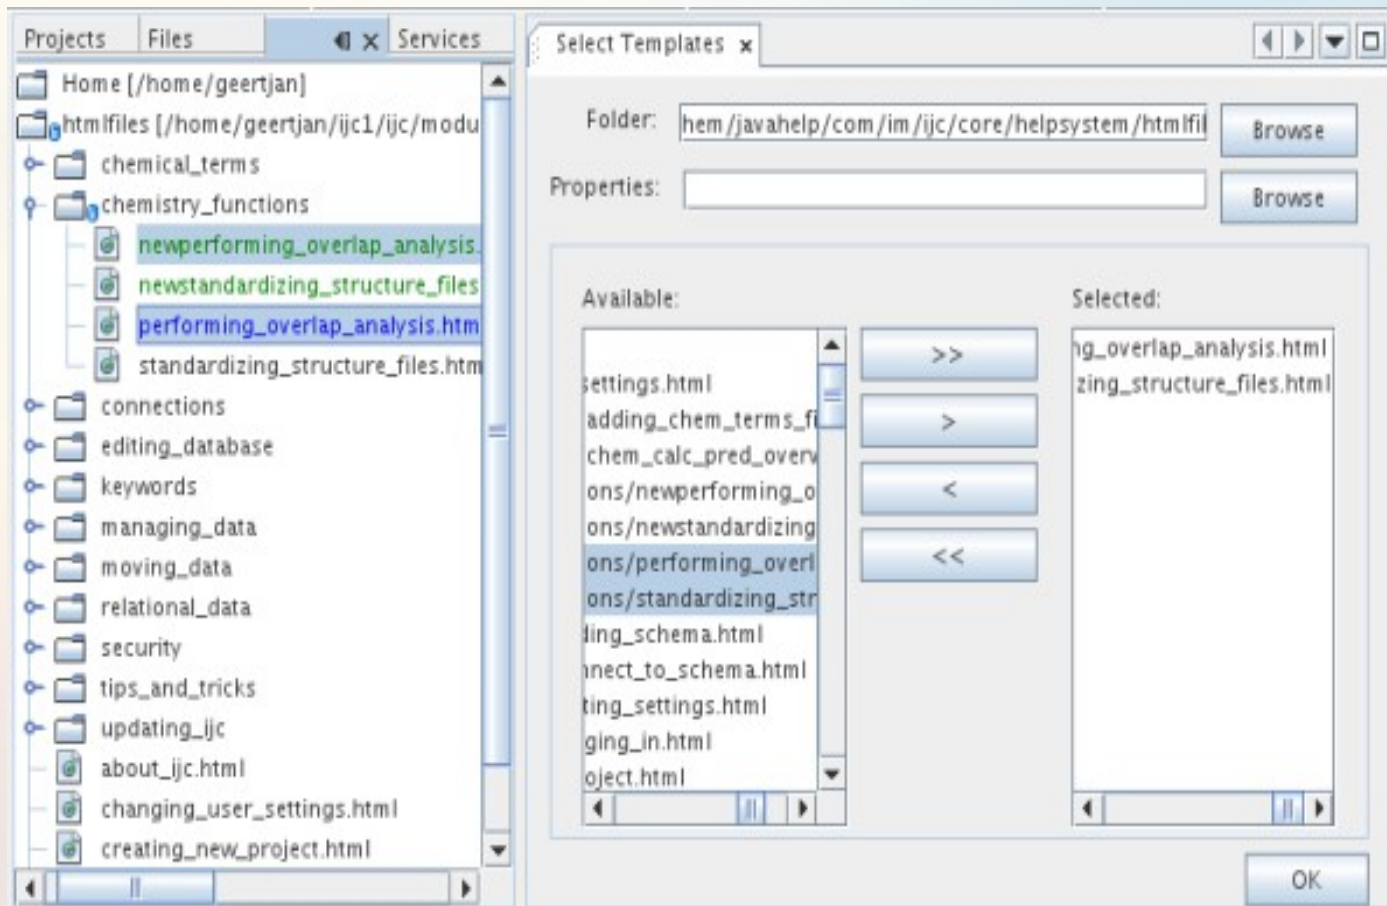 Projects Files Services
Home [/home/geertjan]
htmlfiles [/home/geertjan/ijc1/ijc/modu
chemical_terms
chemistry_functions
newperforming_overlap_analysis.
newstandardizing_structure_files
performing_overlap_analysis.htm
standardizing_structure_files.htm
connections
editing_database
keywords
managing_data
moving_data
relational_data
security
tips_and_tricks
updating_ijc
about_ijc.html
changing_user_settings.html
creating_new_project.html
Select Templates
Folder: hem/javahelp/com/im/ijc/core/helpsystem/htmlfil Browse
Properties: Browse
Available:
settings.html
adding_chem_terms_fi
chem_calc_pred_overv
ons/newperforming_o
ons/newstandardizing
ons/performing_overl
ons/standardizing_str
ding_schema.html
nnect_to_schema.html
ting_settings.html
ging_in.html
oject.html
>>
>
<
<<
Selected:
ng_overlap_analysis.html
zing_structure_files.html
OK